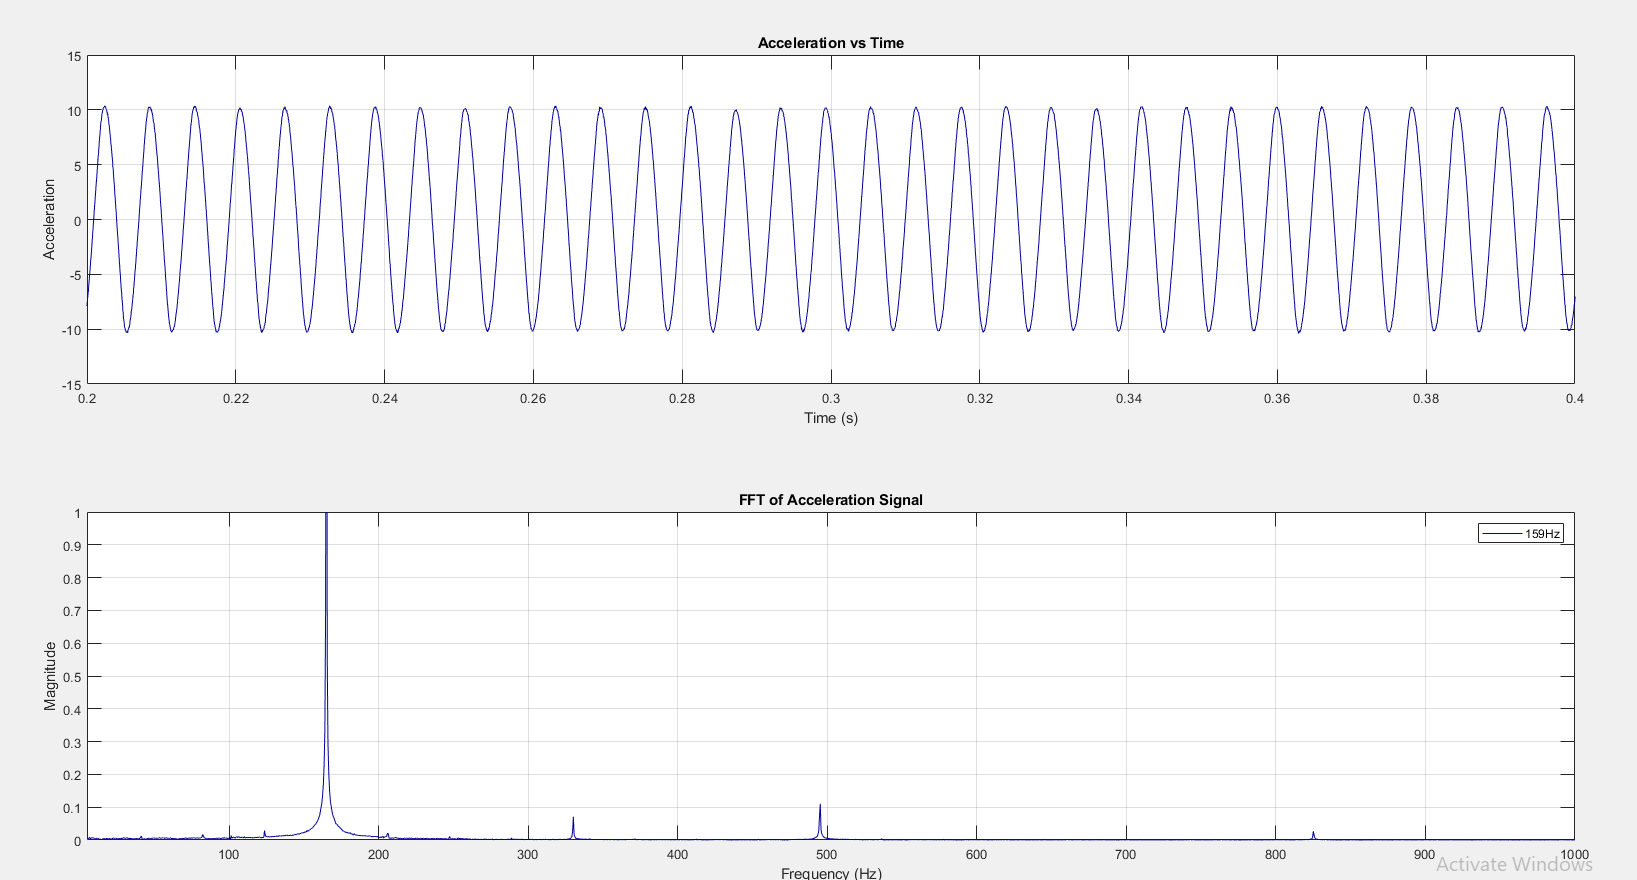 Acceleration vs Time
15
10
5
0
-5
-10
-15
Acceleration
0.2 0.22 0.24 0.26 0.28 0.3 0.32 0.34 0.36 0.38 0.4
Time (s)
FFT of Acceleration Signal
159Hz
1
0.9
0.8
0.7
0.6
0.5
0.4
0.3
0.2
0.1
0
Magnitude
100 200 300 400 500 600 700 800 900 1000
Frequency (Hz)
Activate Windows